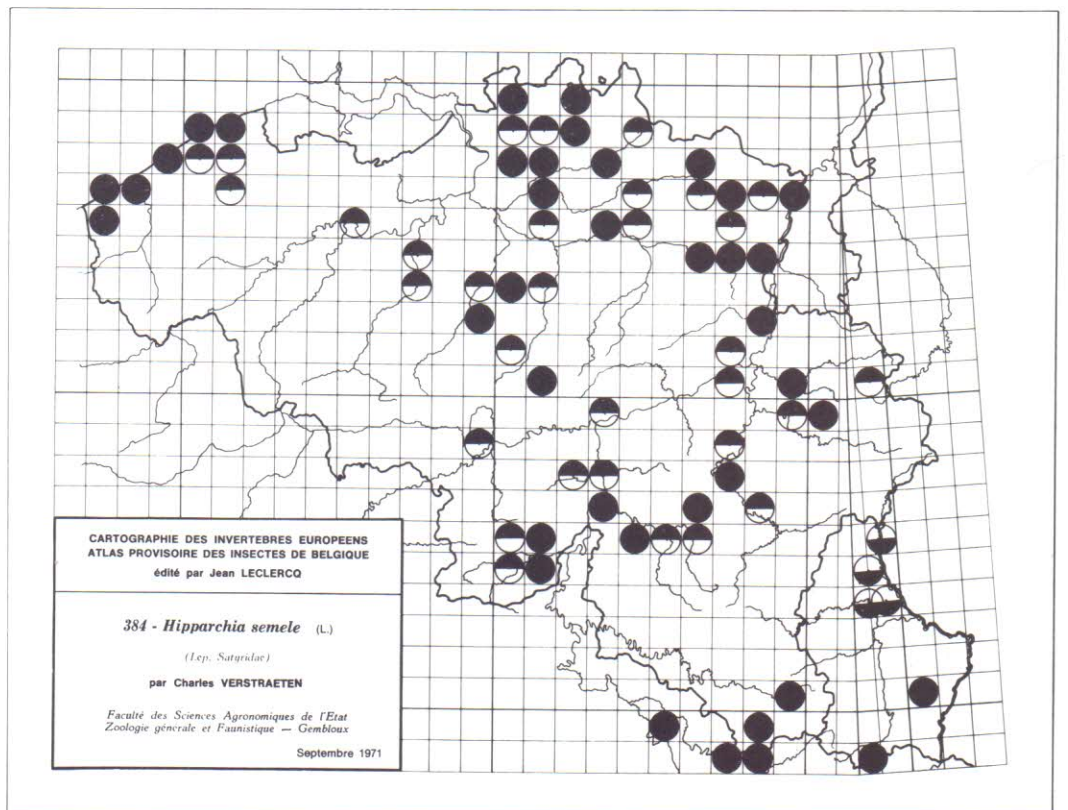 CARTOGRAPHIE DES INVERTEBRES EUROPEENS
ATLAS PROVISOIRE DES INSECTES DE BELGIQUE
édité par Jean LECLERCQ
384 - Hipparchia semele (L.)
(Lep. Satyridae)
par Charles VERSTRAETEN
Faculté des Sciences Agronomiques de l'Etat
Zoologie générale et Faunistique — Gembloux
Septembre 1971